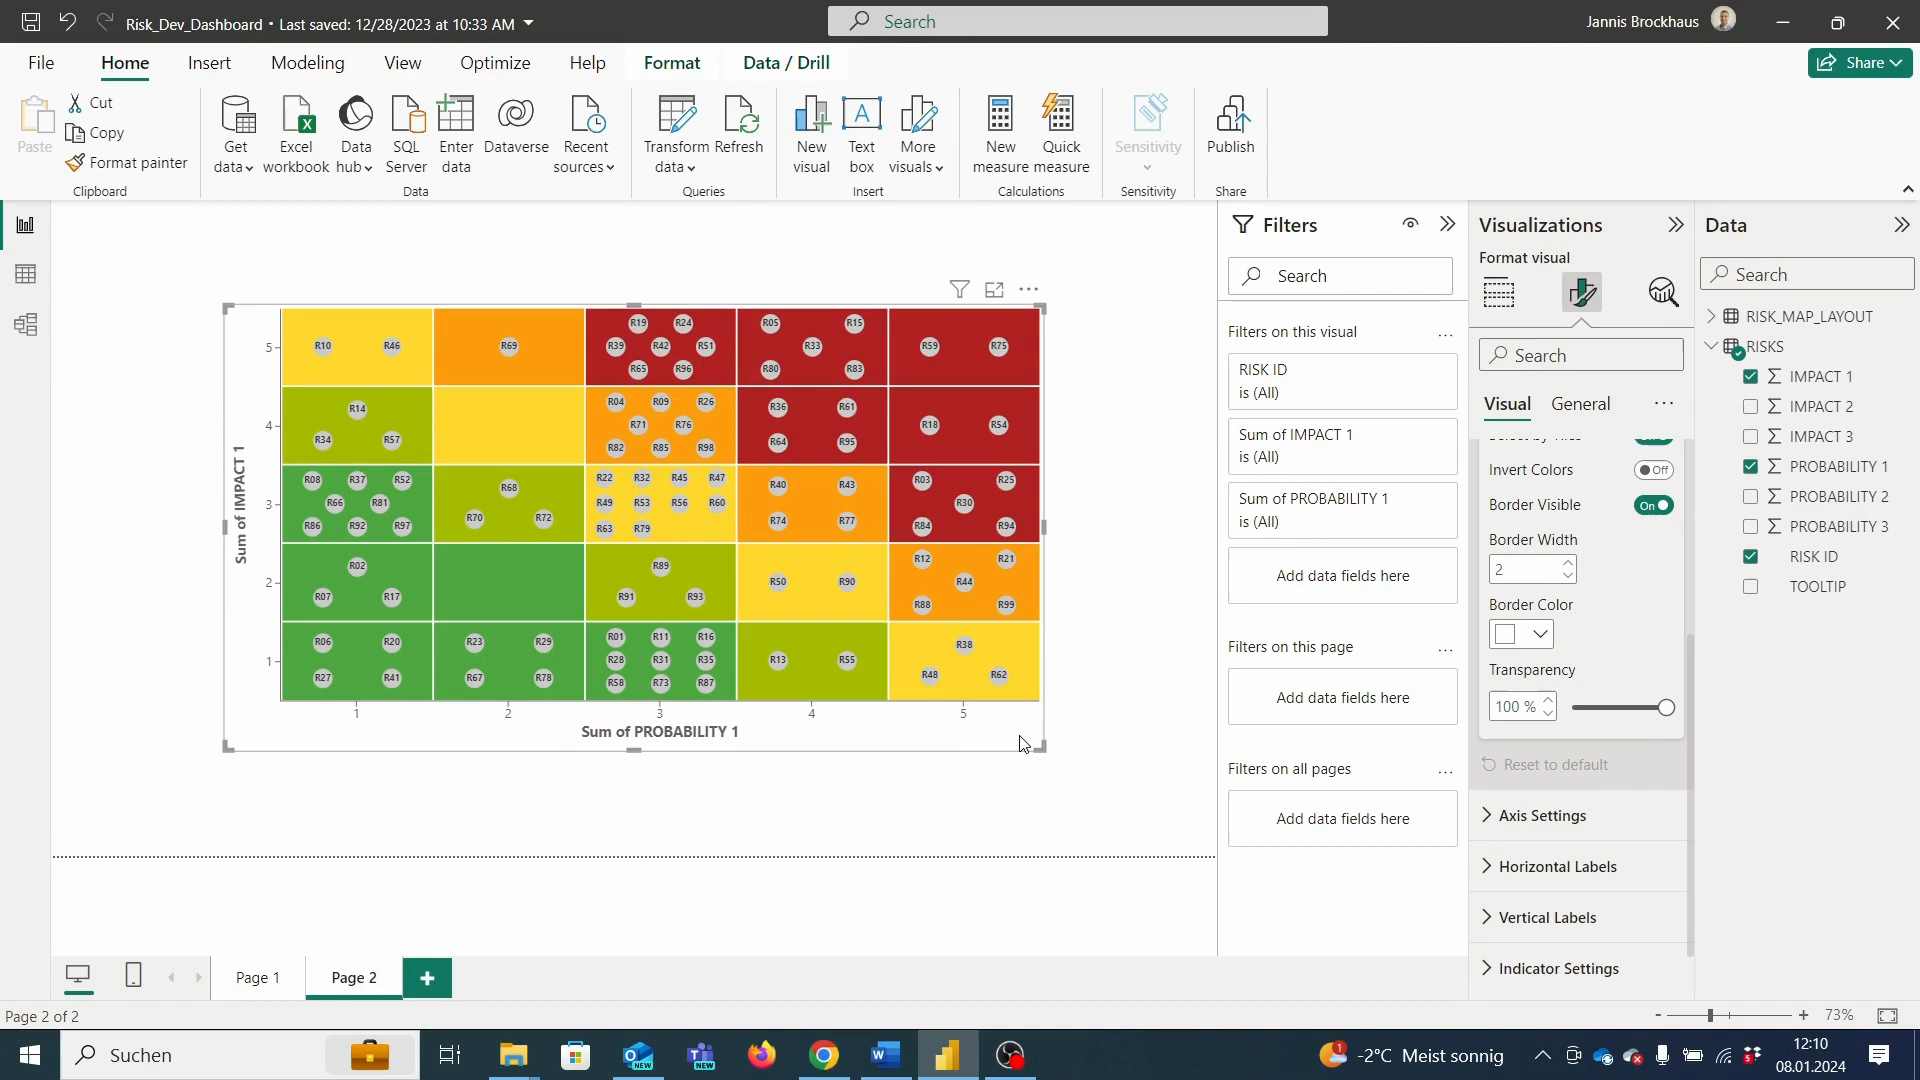 Risk_Dev_Dashboard • Last saved: 12/28/2023 at 10:33 AM
Search
Jannis Brockhaus
File
Home
Insert
Modeling
View
Optimize
Help
Format
Data / Drill
Share
Paste
Cut
Copy
Format painter
Clipboard
Get data
Excel workbook
Data hub
SQL Server
Enter data
Dataverse
Recent sources
Data
Transform data
Refresh
Queries
New visual
Text box
More visuals
Insert
New measure
Quick measure
Calculations
Sensitivity
Sensitivity
Publish
Share
Sum of IMPACT 1
5
R10 R46
R69
R19 R24
R39 R42 R51
R65 R96
R05 R15
R33
R80 R83
R59 R75
4
R14
R34 R57
R04 R09 R26
R71 R76
R82 R85 R98
R36 R61
R64 R95
R18 R54
3
R08 R37 R52
R66 R81
R86 R92 R97
R68
R70 R72
R22 R32 R45 R47
R49 R53 R56 R60
R63 R79
R40 R43
R74 R77
R03 R25
R30
R84 R94
2
R02
R07 R17
R89
R91 R93
R50 R90
R12 R21
R44
R88 R99
1
R06 R20
R27 R41
R23 R29
R67 R78
R01 R11 R16
R28 R31 R35
R58 R73 R87
R13 R55
R38
R48 R62
1 2 3 4 5
Sum of PROBABILITY 1
Filters
Search
Filters on this visual
RISK ID
is (All)
Sum of IMPACT 1
is (All)
Sum of PROBABILITY 1
is (All)
Add data fields here
Filters on this page
Add data fields here
Filters on all pages
Add data fields here
Visualizations
Format visual
Search
Visual
General
Invert Colors
Off
Border Visible
On
Border Width
2
Border Color
Transparency
100 %
Reset to default
Axis Settings
Horizontal Labels
Vertical Labels
Indicator Settings
Data
Search
RISK_MAP_LAYOUT
RISKS
IMPACT 1
IMPACT 2
IMPACT 3
PROBABILITY 1
PROBABILITY 2
PROBABILITY 3
RISK ID
TOOLTIP
Page 1
Page 2
Page 2 of 2
- + 73%
Suchen
NEW
NEW
1
-2°C Meist sonnig
12:10
08.01.2024